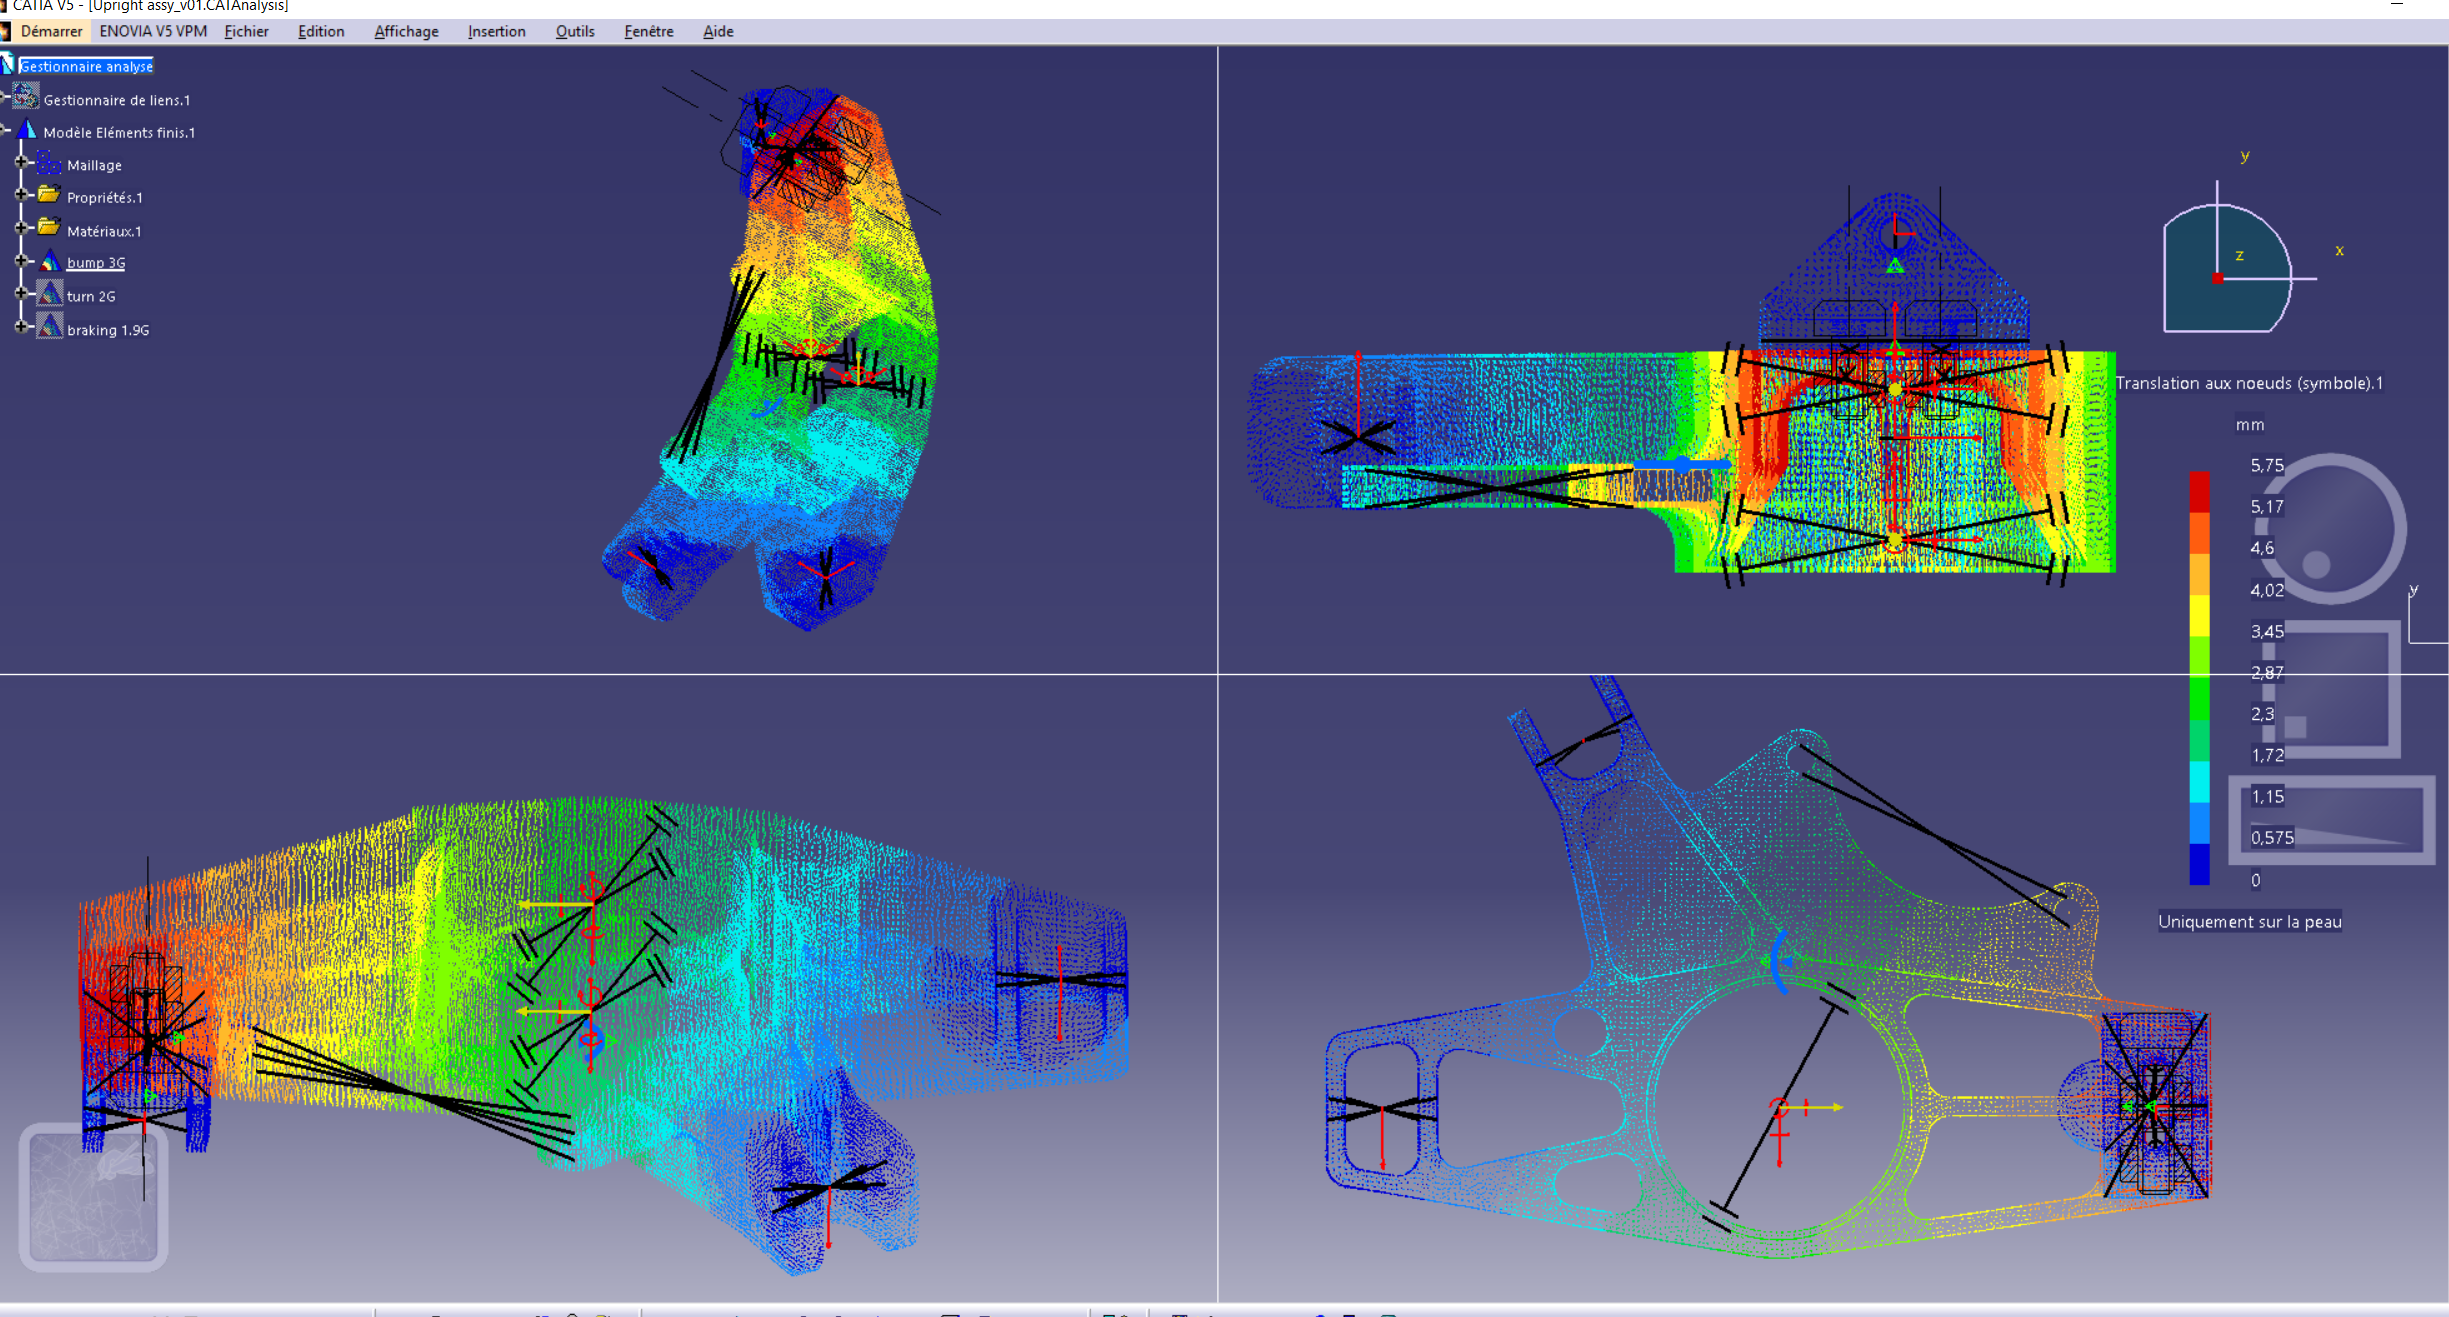 CATIA V5 - [Upright assy_v01.CATAnalysis]
Démarrer ENOVIA V5 VPM Fichier Edition Affichage Insertion Outils Fenêtre Aide
Gestionnaire analyse
Gestionnaire de liens.1
Modèle Eléments finis.1
Maillage
Propriétés.1
Matériaux.1
bump 3G
turn 2G
braking 1.9G
y
x
z
Translation aux noeuds (symbole).1
mm
5,75
5,17
4,6
4,02
3,45
2,87
2,3
1,72
1,15
0,575
0
Uniquement sur la peau
y